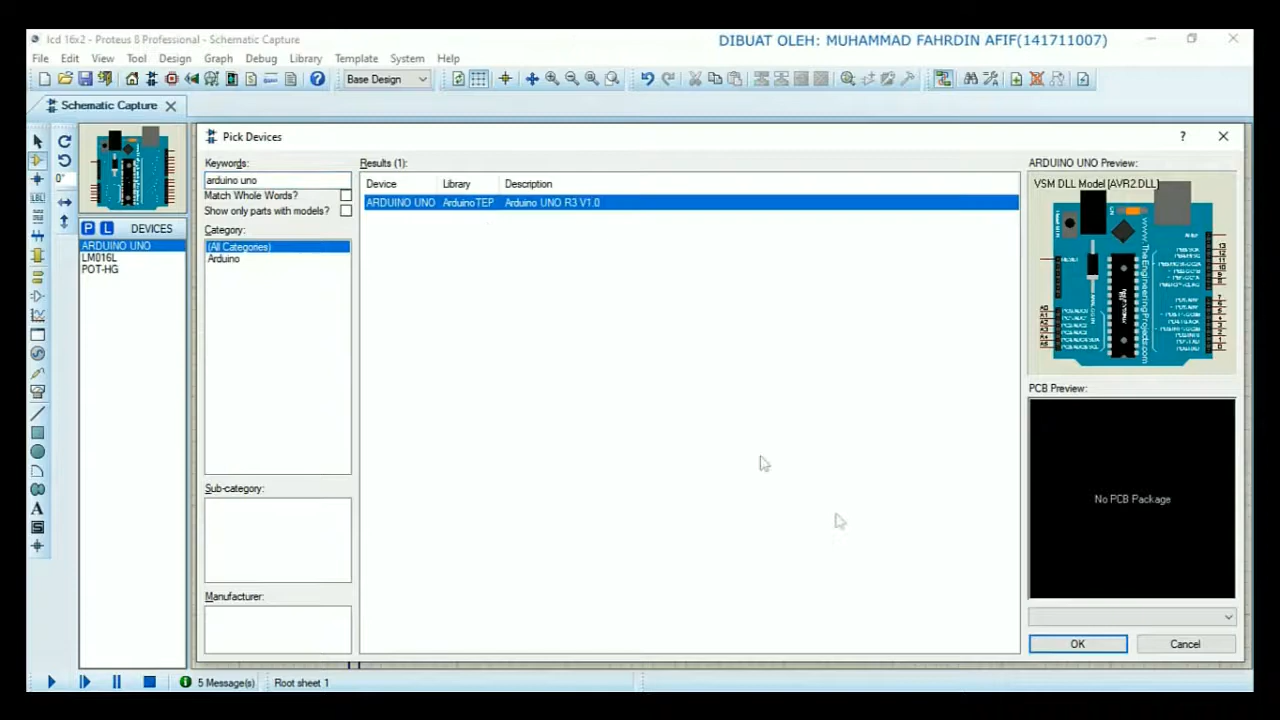 lcd 16x2 - Proteus 8 Professional - Schematic Capture
DIBUAT OLEH: MUHAMMAD FAHRDIN AFIF(141711007)
File Edit View Tool Design Graph Debug Library Template System Help
Base Design
Schematic Capture
Pick Devices
Keywords:
arduino uno
Match Whole Words?
Show only parts with models?
Category:
(All Categories)
Arduino
Sub-category:
Manufacturer:
Results (1):
Device Library Description
ARDUINO UNO ArduinoTEP Arduino UNO R3 V1.0
ARDUINO UNO Preview:
VSM DLL Model [AVR2.DLL]
www.TheEngineeringProjects.com
PCB Preview:
No PCB Package
OK Cancel
0°
LBL
P L DEVICES
ARDUINO UNO
LM016L
POT-HG
A
S
5 Message(s) Root sheet 1